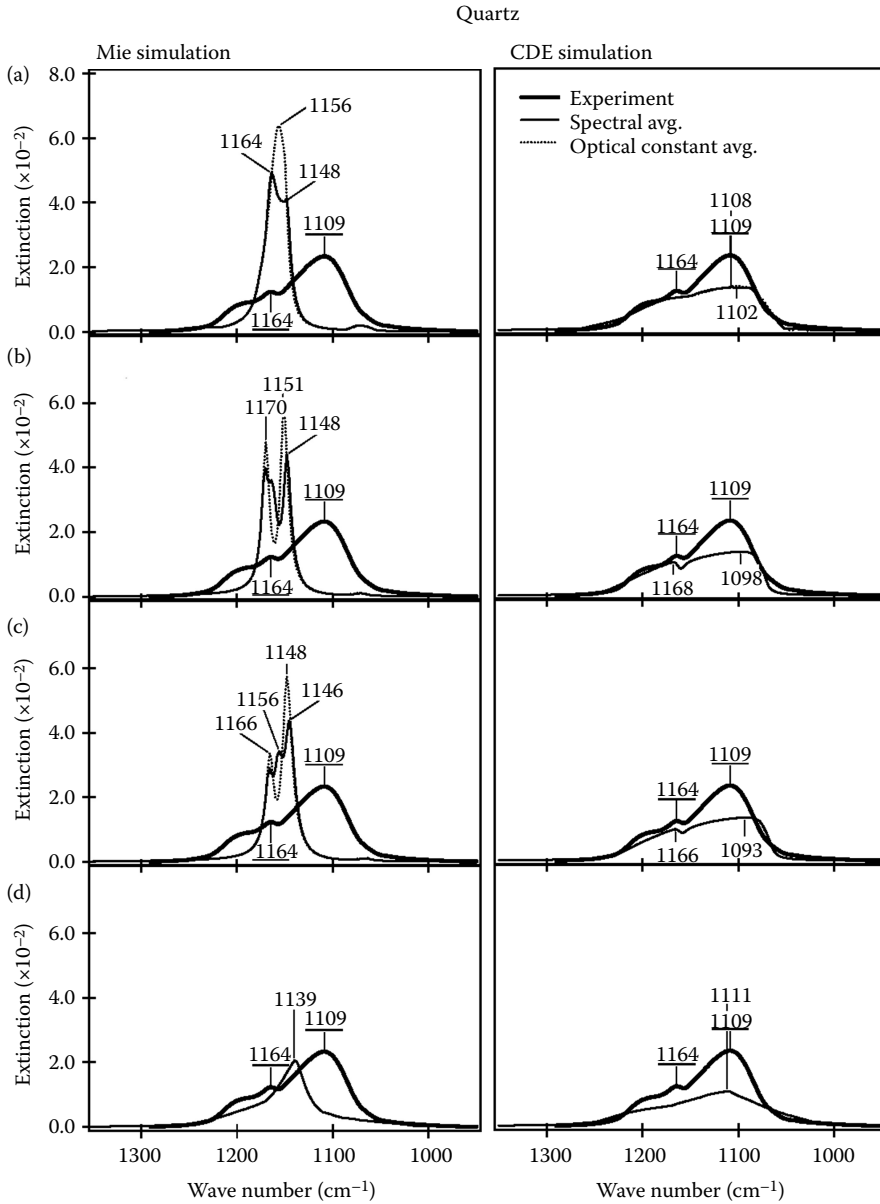 Quartz
Mie simulation
CDE simulation
(a)
8.0
6.0
4.0
2.0
0.0
Extinction (×10⁻²)
1156
1164
1148
1109
1164
Experiment
Spectral avg.
Optical constant avg.
1108
1109
1164
1102
(b)
6.0
4.0
2.0
0.0
Extinction (×10⁻²)
1151
1170
1148
1109
1164
1109
1164
1168
1098
(c)
6.0
4.0
2.0
0.0
Extinction (×10⁻²)
1148
1156
1146
1166
1109
1164
1109
1164
1166
1093
(d)
6.0
4.0
2.0
0.0
Extinction (×10⁻²)
1139
1109
1164
1111
1109
1164
1300 1200 1100 1000
Wave number (cm⁻¹)
1300 1200 1100 1000
Wave number (cm⁻¹)